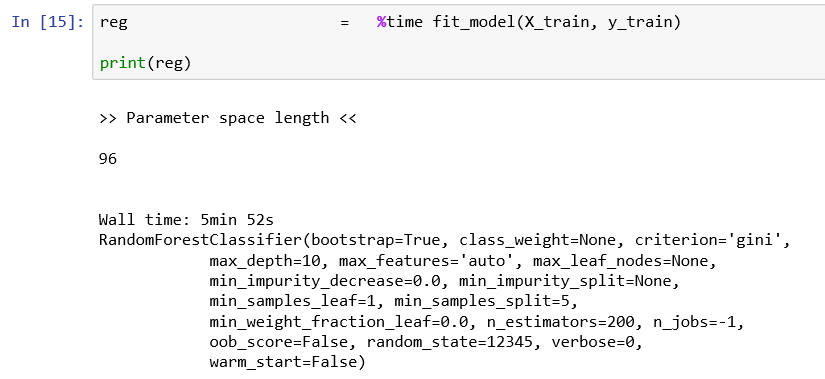 In [15]: reg = %time fit_model(X_train, y_train)
print(reg)
>> Parameter space length <<
96
Wall time: 5min 52s
RandomForestClassifier(bootstrap=True, class_weight=None, criterion='gini',
max_depth=10, max_features='auto', max_leaf_nodes=None,
min_impurity_decrease=0.0, min_impurity_split=None,
min_samples_leaf=1, min_samples_split=5,
min_weight_fraction_leaf=0.0, n_estimators=200, n_jobs=-1,
oob_score=False, random_state=12345, verbose=0,
warm_start=False)